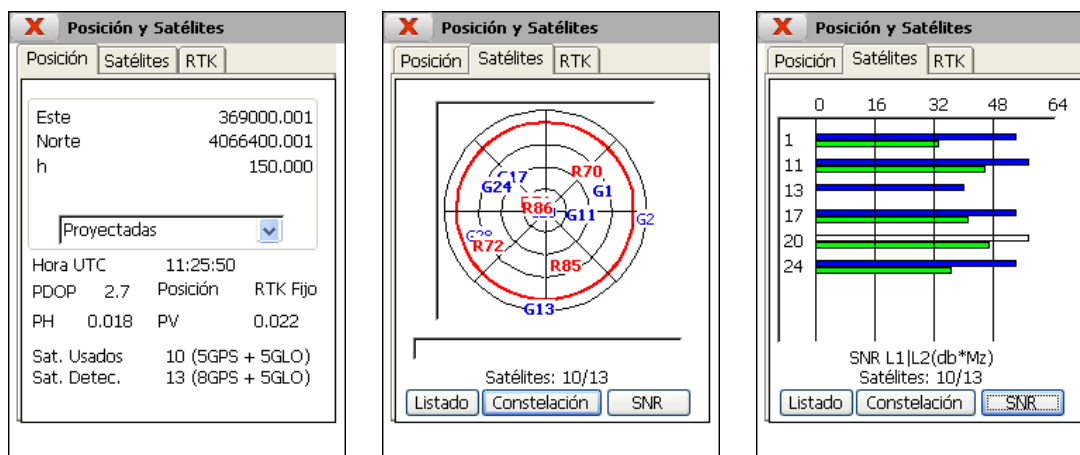 X Posición y Satélites
Posición Satélites RTK
Este 369000.001
Norte 4066400.001
h 150.000
Proyectadas
Hora UTC 11:25:50
PDOP 2.7 Posición RTK Fijo
PH 0.018 PV 0.022
Sat. Usados 10 (5GPS + 5GLO)
Sat. Detec. 13 (8GPS + 5GLO)
X Posición y Satélites
Posición Satélites RTK
R70
G24
G1
R86
G11
G2
R72
R85
G13
Satélites: 10/13
Listado Constelación SNR
X Posición y Satélites
Posición Satélites RTK
0 16 32 48 64
1
11
13
17
20
24
SNR L1|L2(db*Mz)
Satélites: 10/13
Listado Constelación SNR